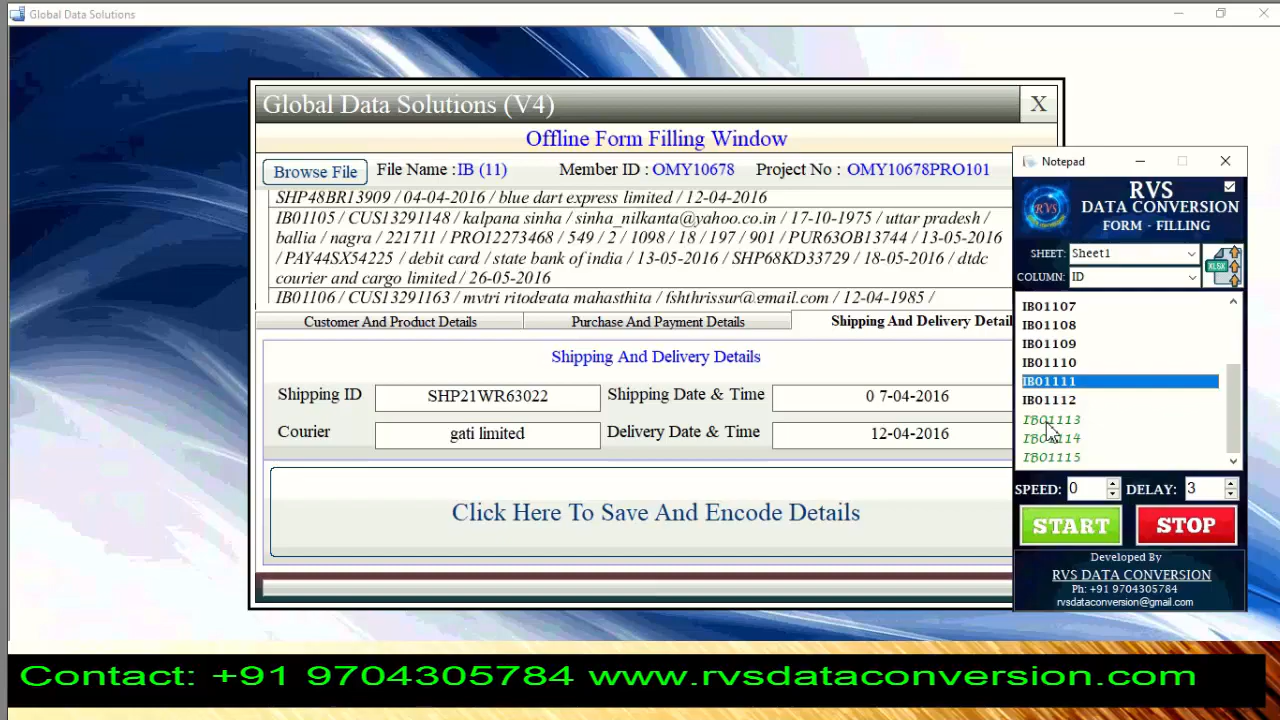 Global Data Solutions
Global Data Solutions (V4)
X
Offline Form Filling Window
Browse File
File Name : IB (11)
Member ID : OMY10678
Project No : OMY10678PRO101
SHP48BR13909 / 04-04-2016 / blue dart express limited / 12-04-2016
IB01105 / CUS13291148 / kalpana sinha / sinha_nilkanta@yahoo.co.in / 17-10-1975 / uttar pradesh /
ballia / nagra / 221711 / PRO12273468 / 549 / 2 / 1098 / 18 / 197 / 901 / PUR63OB13744 / 13-05-2016
/ PAY44SX54225 / debit card / state bank of india / 13-05-2016 / SHP68KD33729 / 18-05-2016 / dtdc
courier and cargo limited / 26-05-2016
IB01106 / CUS13291163 / mytri ritodgata mahasthita / fshthrissur@gmail.com / 12-04-1985 /
Customer And Product Details
Purchase And Payment Details
Shipping And Delivery Detail
Shipping And Delivery Details
Shipping ID
SHP21WR63022
Shipping Date & Time
0 7-04-2016
Courier
gati limited
Delivery Date & Time
12-04-2016
Click Here To Save And Encode Details
Notepad
RVS
RVS
DATA CONVERSION
FORM - FILLING
SHEET: Sheet1
COLUMN: ID
XLSX
IB01107
IB01108
IB01109
IB01110
IB01111
IB01112
IB01113
IB01114
IB01115
SPEED: 0
DELAY: 3
START
STOP
Developed By
RVS DATA CONVERSION
Ph: +91 9704305784
rvsdataconversion@gmail.com
Contact: +91 9704305784 www.rvsdataconversion.com